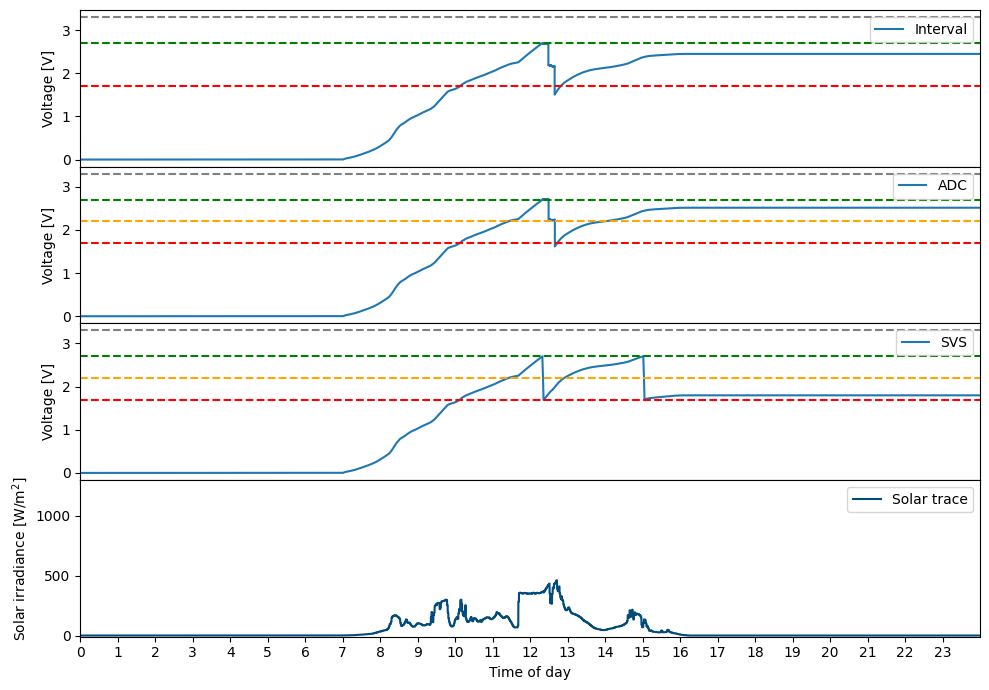 Voltage [V]
3
2
1
0
Interval
Voltage [V]
3
2
1
0
ADC
Voltage [V]
3
2
1
0
SVS
Solar irradiance [W/m²]
1000
500
0
Solar trace
0 1 2 3 4 5 6 7 8 9 10 11 12 13 14 15 16 17 18 19 20 21 22 23
Time of day